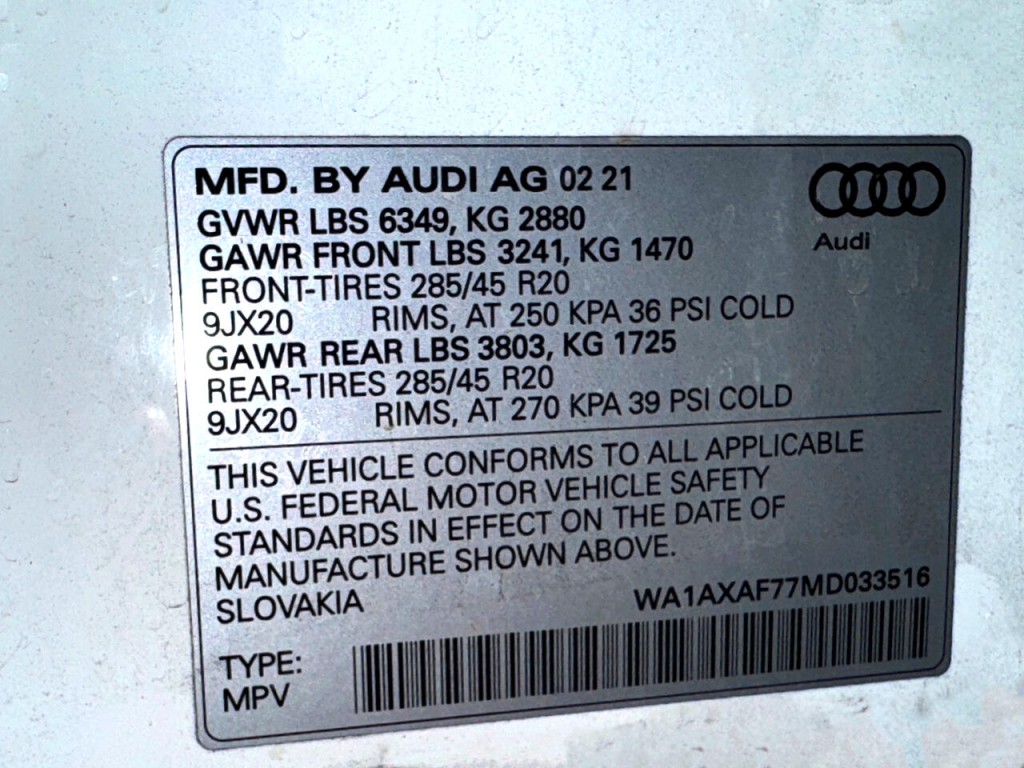 MFD. BY AUDI AG 02 21
GVWR LBS 6349, KG 2880
GAWR FRONT LBS 3241, KG 1470
FRONT-TIRES 285/45 R20
9JX20 RIMS, AT 250 KPA 36 PSI COLD
GAWR REAR LBS 3803, KG 1725
REAR-TIRES 285/45 R20
9JX20 RIMS, AT 270 KPA 39 PSI COLD
Audi
THIS VEHICLE CONFORMS TO ALL APPLICABLE
U.S. FEDERAL MOTOR VEHICLE SAFETY
STANDARDS IN EFFECT ON THE DATE OF
MANUFACTURE SHOWN ABOVE.
SLOVAKIA WA1AXAF77MD033516
TYPE:
MPV